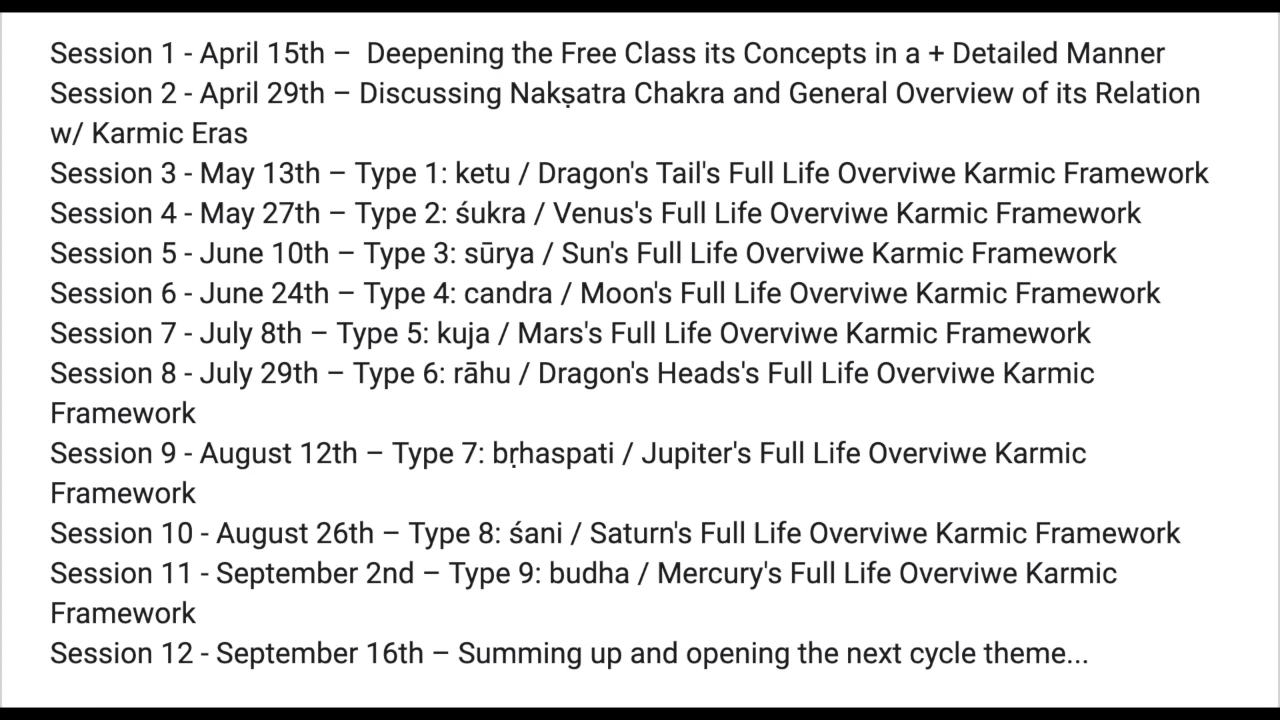 Session 1 - April 15th –  Deepening the Free Class its Concepts in a + Detailed Manner
Session 2 - April 29th – Discussing Nakṣatra Chakra and General Overview of its Relation
w/ Karmic Eras
Session 3 - May 13th – Type 1: ketu / Dragon's Tail's Full Life Overviwe Karmic Framework
Session 4 - May 27th – Type 2: śukra / Venus's Full Life Overviwe Karmic Framework
Session 5 - June 10th – Type 3: sūrya / Sun's Full Life Overviwe Karmic Framework
Session 6 - June 24th – Type 4: candra / Moon's Full Life Overviwe Karmic Framework
Session 7 - July 8th – Type 5: kuja / Mars's Full Life Overviwe Karmic Framework
Session 8 - July 29th – Type 6: rāhu / Dragon's Heads's Full Life Overviwe Karmic
Framework
Session 9 - August 12th – Type 7: bṛhaspati / Jupiter's Full Life Overviwe Karmic
Framework
Session 10 - August 26th – Type 8: śani / Saturn's Full Life Overviwe Karmic Framework
Session 11 - September 2nd – Type 9: budha / Mercury's Full Life Overviwe Karmic
Framework
Session 12 - September 16th – Summing up and opening the next cycle theme...